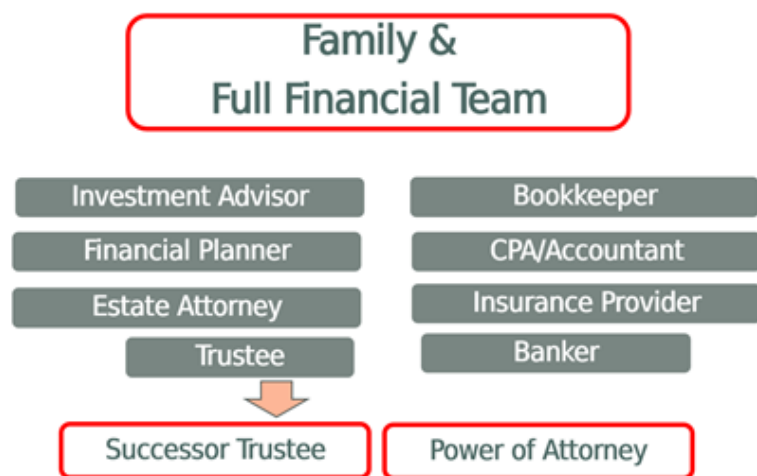 Family &
Full Financial Team
Investment Advisor
Bookkeeper
Financial Planner
CPA/Accountant
Estate Attorney
Insurance Provider
Trustee
Banker
Successor Trustee
Power of Attorney